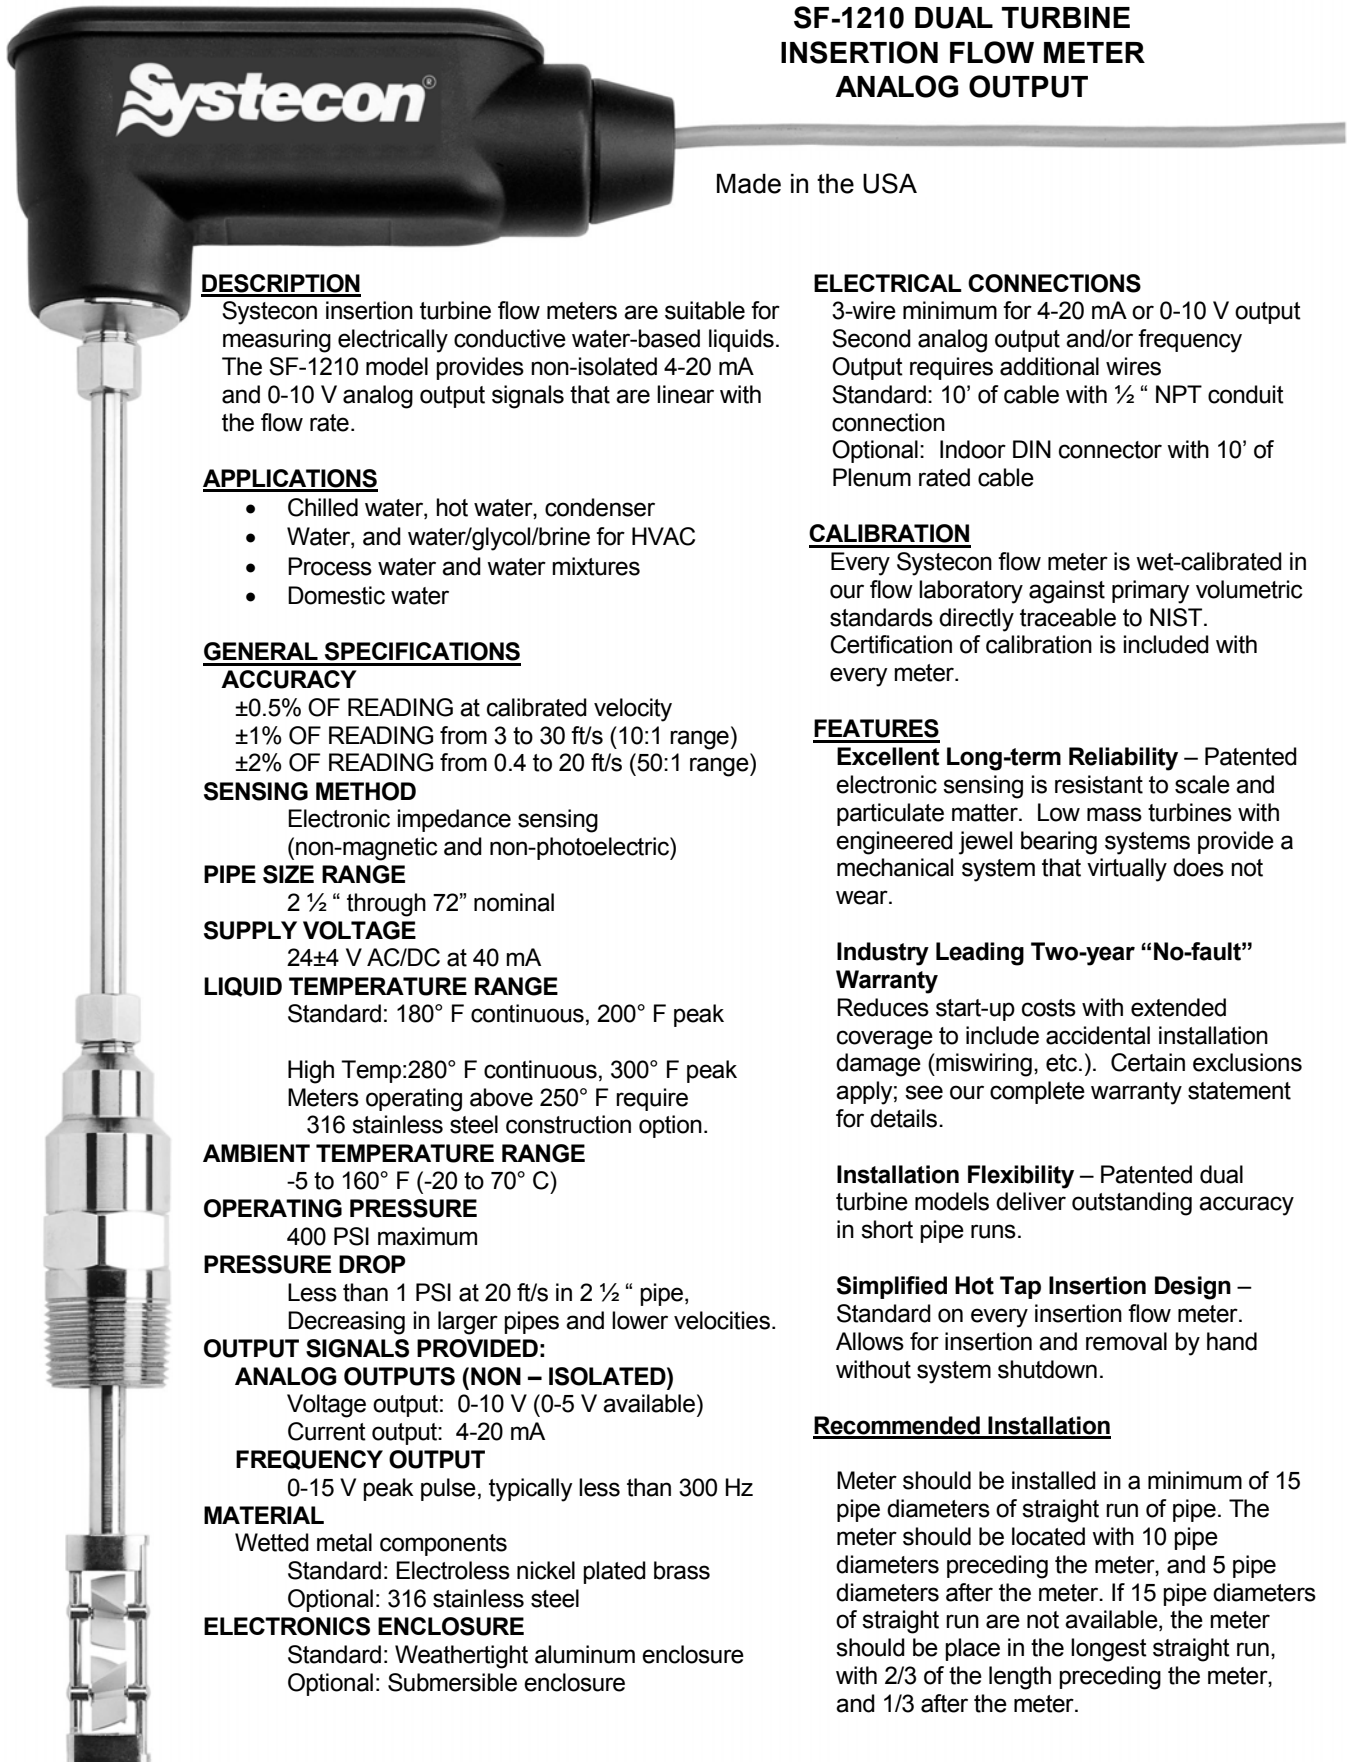 SF-1210 DUAL TURBINE
INSERTION FLOW METER
ANALOG OUTPUT
Systecon®
Made in the USA
DESCRIPTION
Systecon insertion turbine flow meters are suitable for
measuring electrically conductive water-based liquids.
The SF-1210 model provides non-isolated 4-20 mA
and 0-10 V analog output signals that are linear with
the flow rate.
APPLICATIONS
• Chilled water, hot water, condenser
• Water, and water/glycol/brine for HVAC
• Process water and water mixtures
• Domestic water
GENERAL SPECIFICATIONS
ACCURACY
±0.5% OF READING at calibrated velocity
±1% OF READING from 3 to 30 ft/s (10:1 range)
±2% OF READING from 0.4 to 20 ft/s (50:1 range)
SENSING METHOD
Electronic impedance sensing
(non-magnetic and non-photoelectric)
PIPE SIZE RANGE
2 ½ “ through 72” nominal
SUPPLY VOLTAGE
24±4 V AC/DC at 40 mA
LIQUID TEMPERATURE RANGE
Standard: 180° F continuous, 200° F peak
High Temp:280° F continuous, 300° F peak
Meters operating above 250° F require
316 stainless steel construction option.
AMBIENT TEMPERATURE RANGE
-5 to 160° F (-20 to 70° C)
OPERATING PRESSURE
400 PSI maximum
PRESSURE DROP
Less than 1 PSI at 20 ft/s in 2 ½ “ pipe,
Decreasing in larger pipes and lower velocities.
OUTPUT SIGNALS PROVIDED:
ANALOG OUTPUTS (NON – ISOLATED)
Voltage output: 0-10 V (0-5 V available)
Current output: 4-20 mA
FREQUENCY OUTPUT
0-15 V peak pulse, typically less than 300 Hz
MATERIAL
Wetted metal components
Standard: Electroless nickel plated brass
Optional: 316 stainless steel
ELECTRONICS ENCLOSURE
Standard: Weathertight aluminum enclosure
Optional: Submersible enclosure
ELECTRICAL CONNECTIONS
3-wire minimum for 4-20 mA or 0-10 V output
Second analog output and/or frequency
Output requires additional wires
Standard: 10’ of cable with ½ “ NPT conduit
connection
Optional: Indoor DIN connector with 10’ of
Plenum rated cable
CALIBRATION
Every Systecon flow meter is wet-calibrated in
our flow laboratory against primary volumetric
standards directly traceable to NIST.
Certification of calibration is included with
every meter.
FEATURES
Excellent Long-term Reliability – Patented
electronic sensing is resistant to scale and
particulate matter. Low mass turbines with
engineered jewel bearing systems provide a
mechanical system that virtually does not
wear.
Industry Leading Two-year “No-fault”
Warranty
Reduces start-up costs with extended
coverage to include accidental installation
damage (miswiring, etc.). Certain exclusions
apply; see our complete warranty statement
for details.
Installation Flexibility – Patented dual
turbine models deliver outstanding accuracy
in short pipe runs.
Simplified Hot Tap Insertion Design –
Standard on every insertion flow meter.
Allows for insertion and removal by hand
without system shutdown.
Recommended Installation
Meter should be installed in a minimum of 15
pipe diameters of straight run of pipe. The
meter should be located with 10 pipe
diameters preceding the meter, and 5 pipe
diameters after the meter. If 15 pipe diameters
of straight run are not available, the meter
should be place in the longest straight run,
with 2/3 of the length preceding the meter,
and 1/3 after the meter.